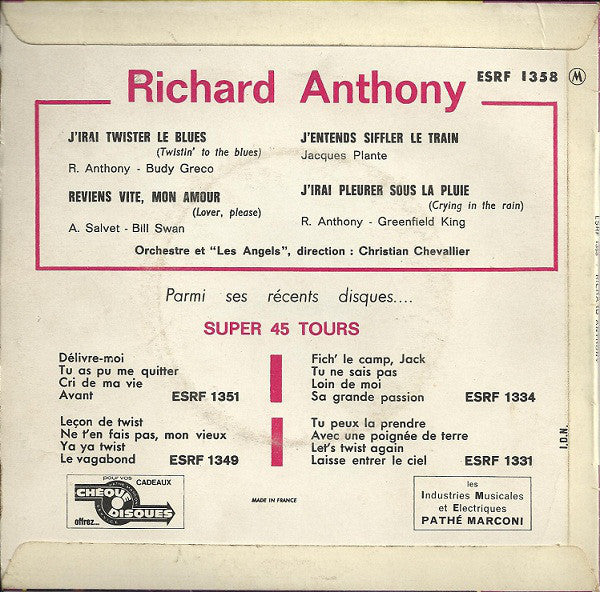 Richard Anthony
ESRF 1358 M
J'IRAI TWISTER LE BLUES
(Twistin' to the blues)
R. Anthony - Budy Greco
REVIENS VITE, MON AMOUR
(Lover, please)
A. Salvet - Bill Swan
J'ENTENDS SIFFLER LE TRAIN
Jacques Plante
J'IRAI PLEURER SOUS LA PLUIE
(Crying in the rain)
R. Anthony - Greenfield King
Orchestre et "Les Angels", direction : Christian Chevallier
Parmi ses récents disques....
SUPER 45 TOURS
Délivre-moi
Tu as pu me quitter
Cri de ma vie
Avant ESRF 1351
Fich' le camp, Jack
Tu ne sais pas
Loin de moi
Sa grande passion ESRF 1334
Leçon de twist
Ne t'en fais pas, mon vieux
Ya ya twist
Le vagabond ESRF 1349
Tu peux la prendre
Avec une poignée de terre
Let's twist again
Laisse entrer le ciel ESRF 1331
pour vos CADEAUX
CHÈQUE
DISQUES
offrez...
MADE IN FRANCE
les
Industries Musicales
et Electriques
PATHÉ MARCONI
I.D.N.